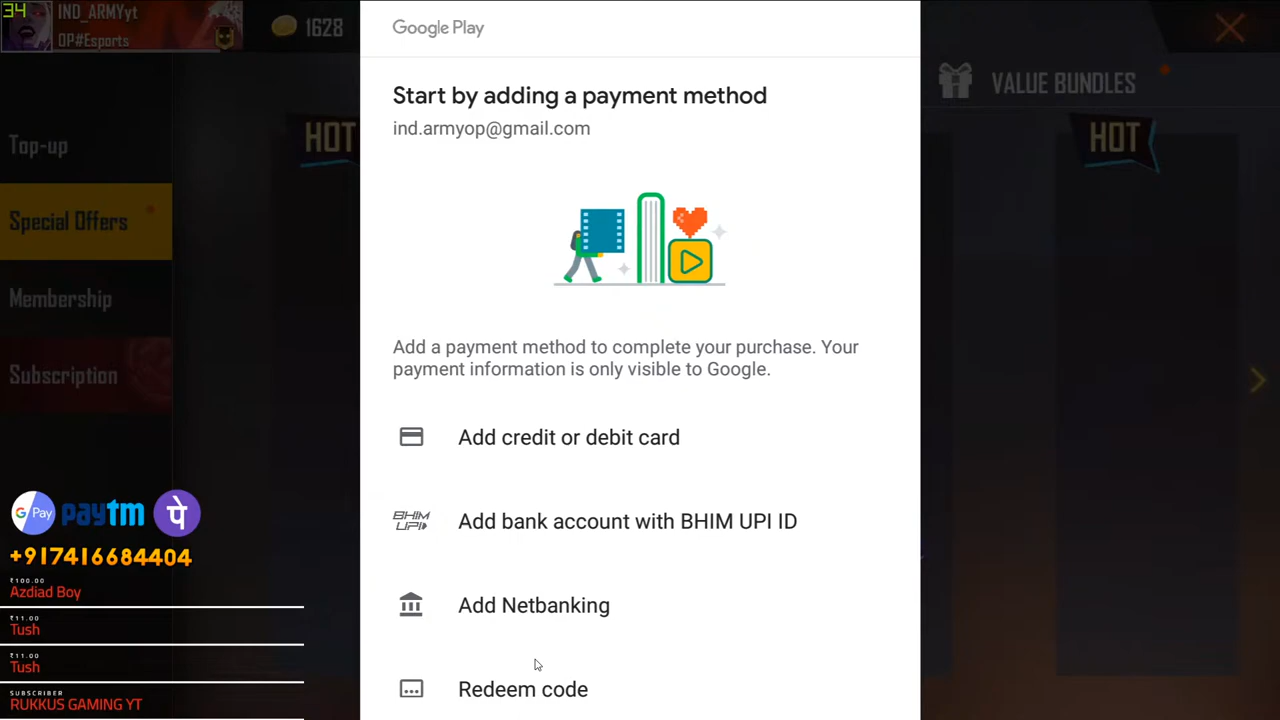 34
IND_ARMYyt
OP#Esports
1628
Top-up
Special Offers
Membership
Subscription
HOT
Google Play
Start by adding a payment method
ind.armyop@gmail.com
Add a payment method to complete your purchase. Your
payment information is only visible to Google.
Add credit or debit card
BHIM
UPI
Add bank account with BHIM UPI ID
Add Netbanking
Redeem code
VALUE BUNDLES
HOT
G Pay
paytm
पे
+917416684404
₹100.00
Azdiad Boy
₹11.00
Tush
₹11.00
Tush
SUBSCRIBER
RUKKUS GAMING YT